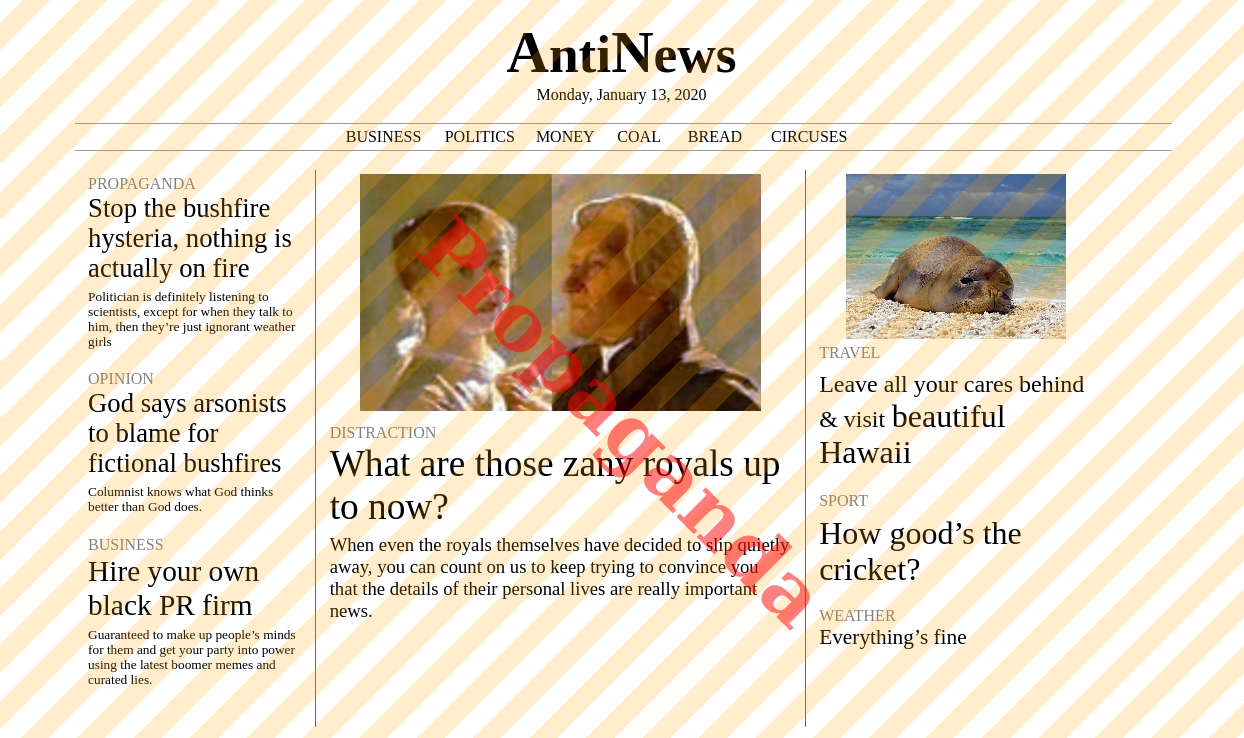 AntiNews
Monday, January 13, 2020
BUSINESS POLITICS MONEY COAL BREAD CIRCUSES
PROPAGANDA
Stop the bushfire
hysteria, nothing is
actually on fire
Politician is definitely listening to
scientists, except for when they talk to
him, then they’re just ignorant weather
girls
OPINION
God says arsonists
to blame for
fictional bushfires
Columnist knows what God thinks
better than God does.
BUSINESS
Hire your own
black PR firm
Guaranteed to make up people’s minds
for them and get your party into power
using the latest boomer memes and
curated lies.
Propaganda
DISTRACTION
What are those zany royals up
to now?
When even the royals themselves have decided to slip quietly
away, you can count on us to keep trying to convince you
that the details of their personal lives are really important
news.
TRAVEL
Leave all your cares behind
& visit beautiful
Hawaii
SPORT
How good’s the
cricket?
WEATHER
Everything’s fine